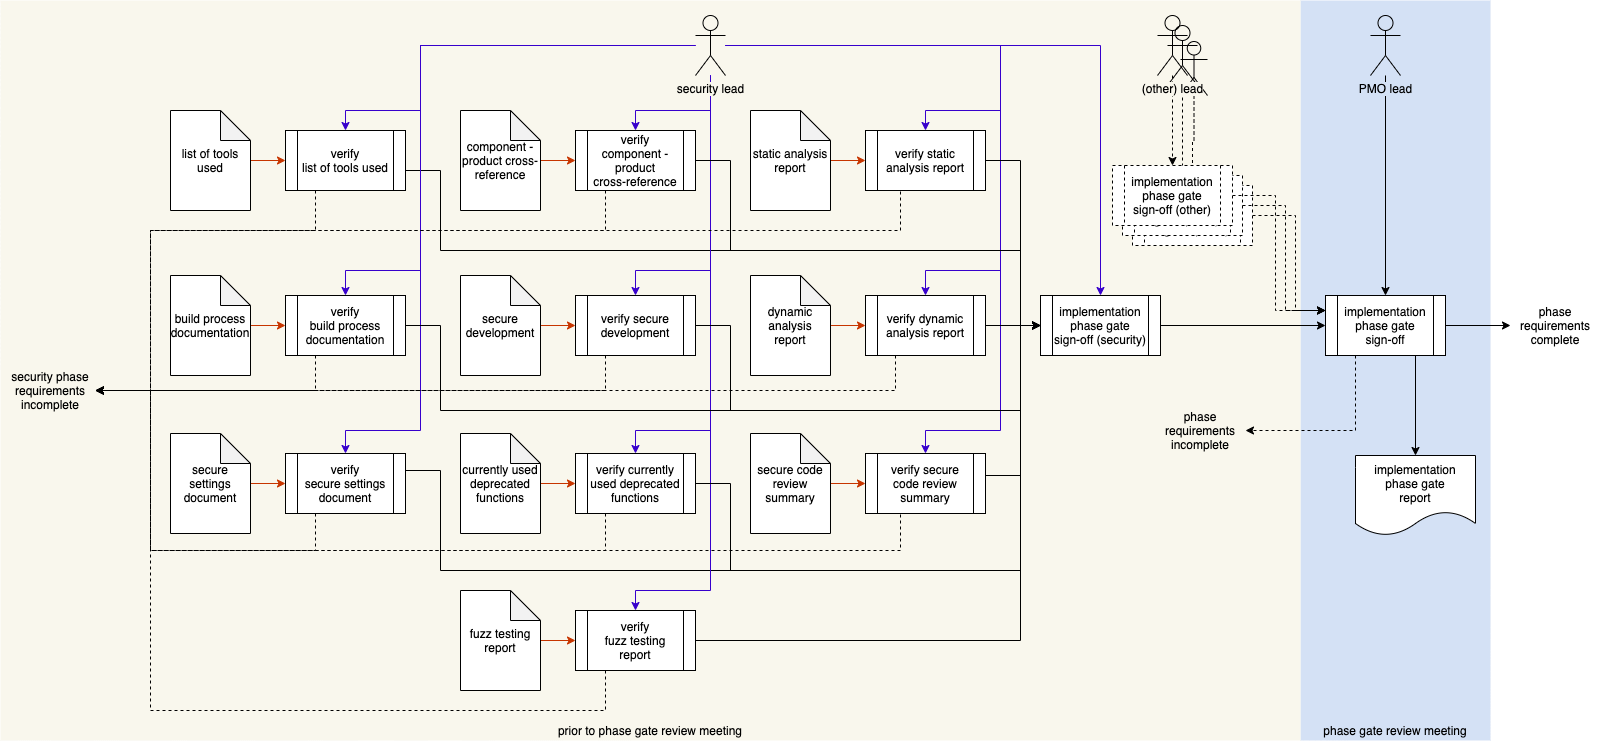 security lead
(other) lead
PMO lead
list of tools
used
verify
list of tools used
component -
product cross-
reference
verify
component -
product
cross-reference
static analysis
report
verify static
analysis report
implementation
phase gate
sign-off (other)
build process
documentation
verify
build process
documentation
secure
development
verify secure
development
dynamic
analysis
report
verify dynamic
analysis report
implementation
phase gate
sign-off (security)
implementation
phase gate
sign-off
phase
requirements
complete
security phase
requirements
incomplete
phase
requirements
incomplete
secure
settings
document
verify
secure settings
document
currently used
deprecated
functions
verify currently
used deprecated
functions
secure code
review
summary
verify secure
code review
summary
implementation
phase gate
report
fuzz testing
report
verify
fuzz testing
report
prior to phase gate review meeting
phase gate review meeting